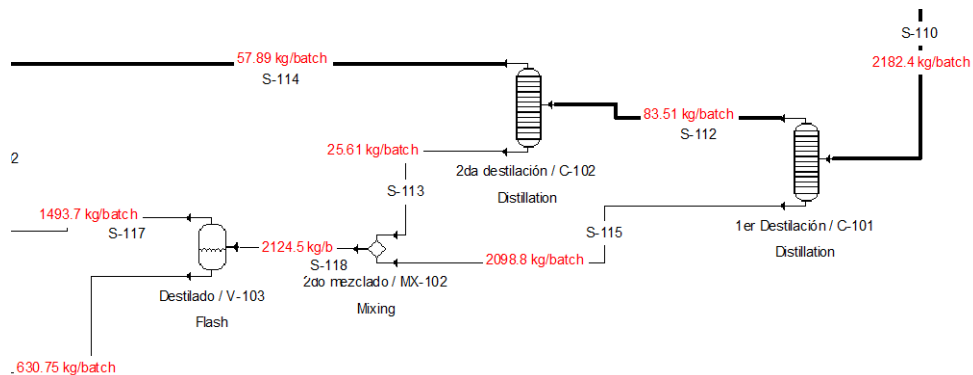 S-110
2182.4 kg/batch
57.89 kg/batch
S-114
83.51 kg/batch
S-112
25.61 kg/batch
2
2da destilación / C-102
Distillation
S-113
1493.7 kg/batch
S-117
S-115
1er Destilación / C-101
Distillation
2124.5 kg/b
S-118
2098.8 kg/batch
2do mezclado / MX-102
Mixing
Destilado / V-103
Flash
630.75 kg/batch